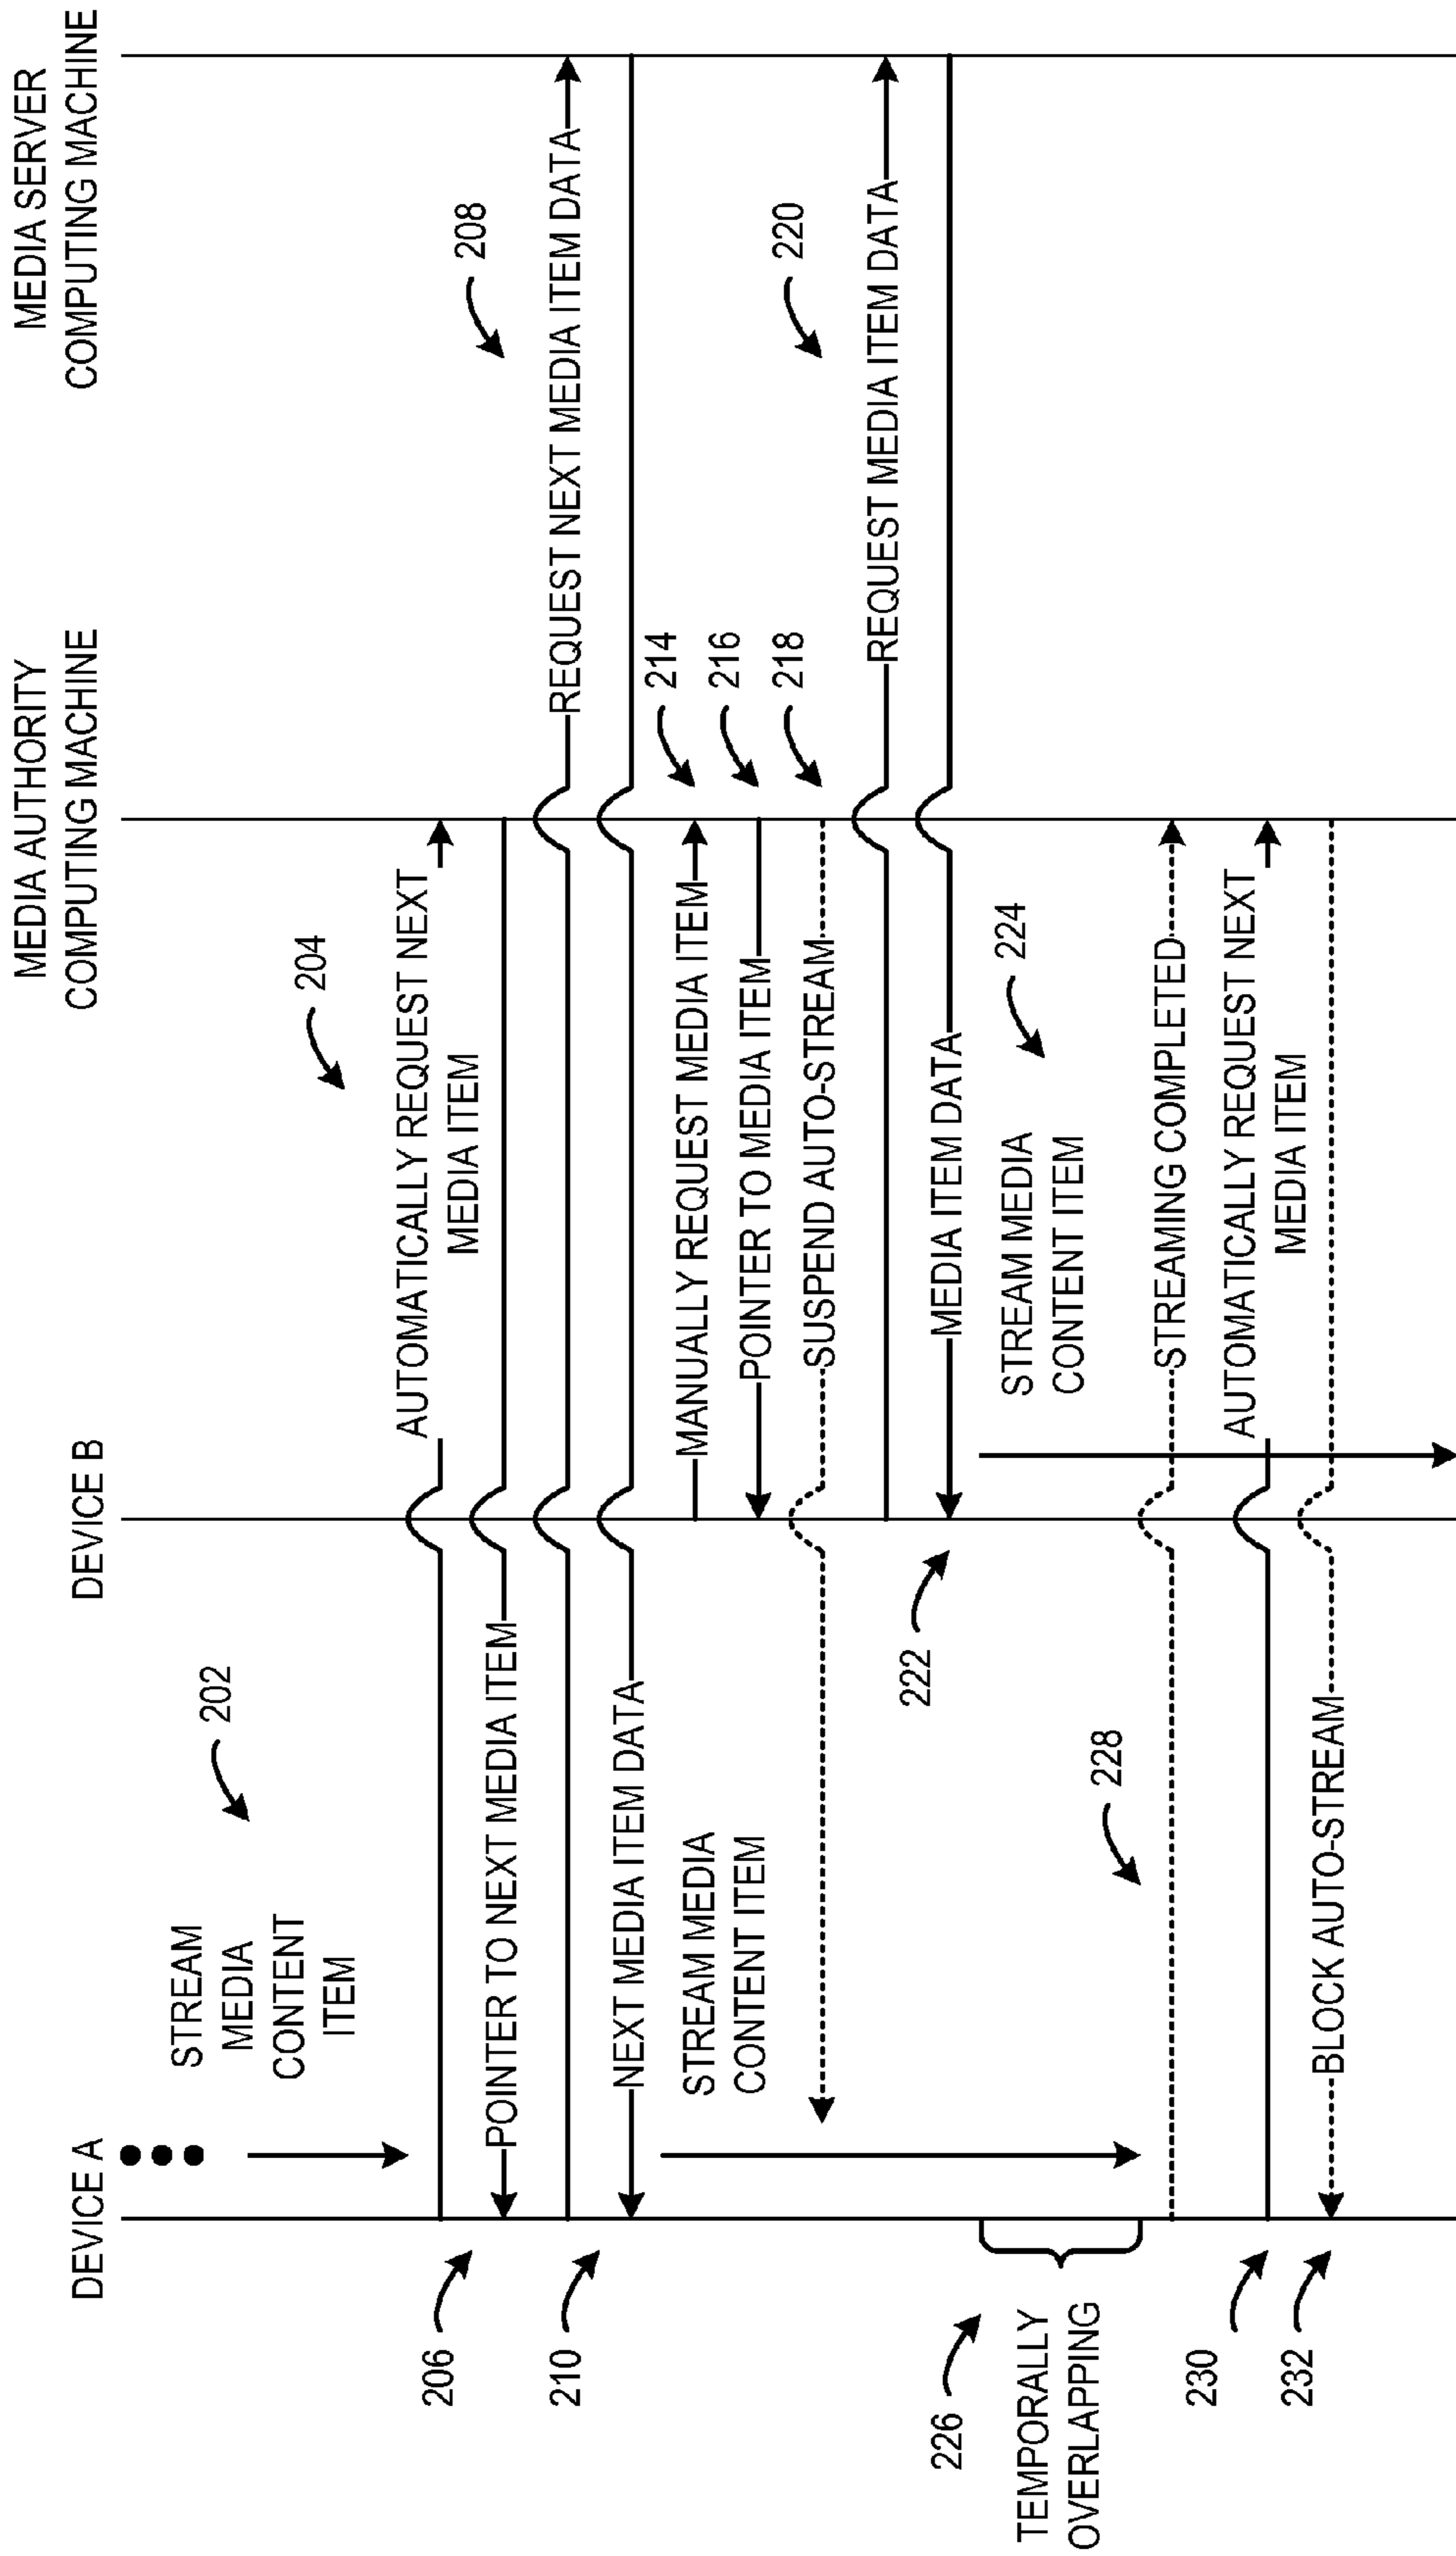 DEVICE A
DEVICE B
MEDIA AUTHORITY
COMPUTING MACHINE
MEDIA SERVER
COMPUTING MACHINE
STREAM
MEDIA
CONTENT
ITEM
202
204
AUTOMATICALLY REQUEST NEXT
MEDIA ITEM
206
POINTER TO NEXT MEDIA ITEM
208
REQUEST NEXT MEDIA ITEM DATA
210
NEXT MEDIA ITEM DATA
STREAM MEDIA
CONTENT ITEM
214
MANUALLY REQUEST MEDIA ITEM
216
POINTER TO MEDIA ITEM
218
SUSPEND AUTO-STREAM
220
REQUEST MEDIA ITEM DATA
222
MEDIA ITEM DATA
224
STREAM MEDIA
CONTENT ITEM
226
TEMPORALLY
OVERLAPPING
228
STREAMING COMPLETED
230
AUTOMATICALLY REQUEST NEXT
MEDIA ITEM
232
BLOCK AUTO-STREAM